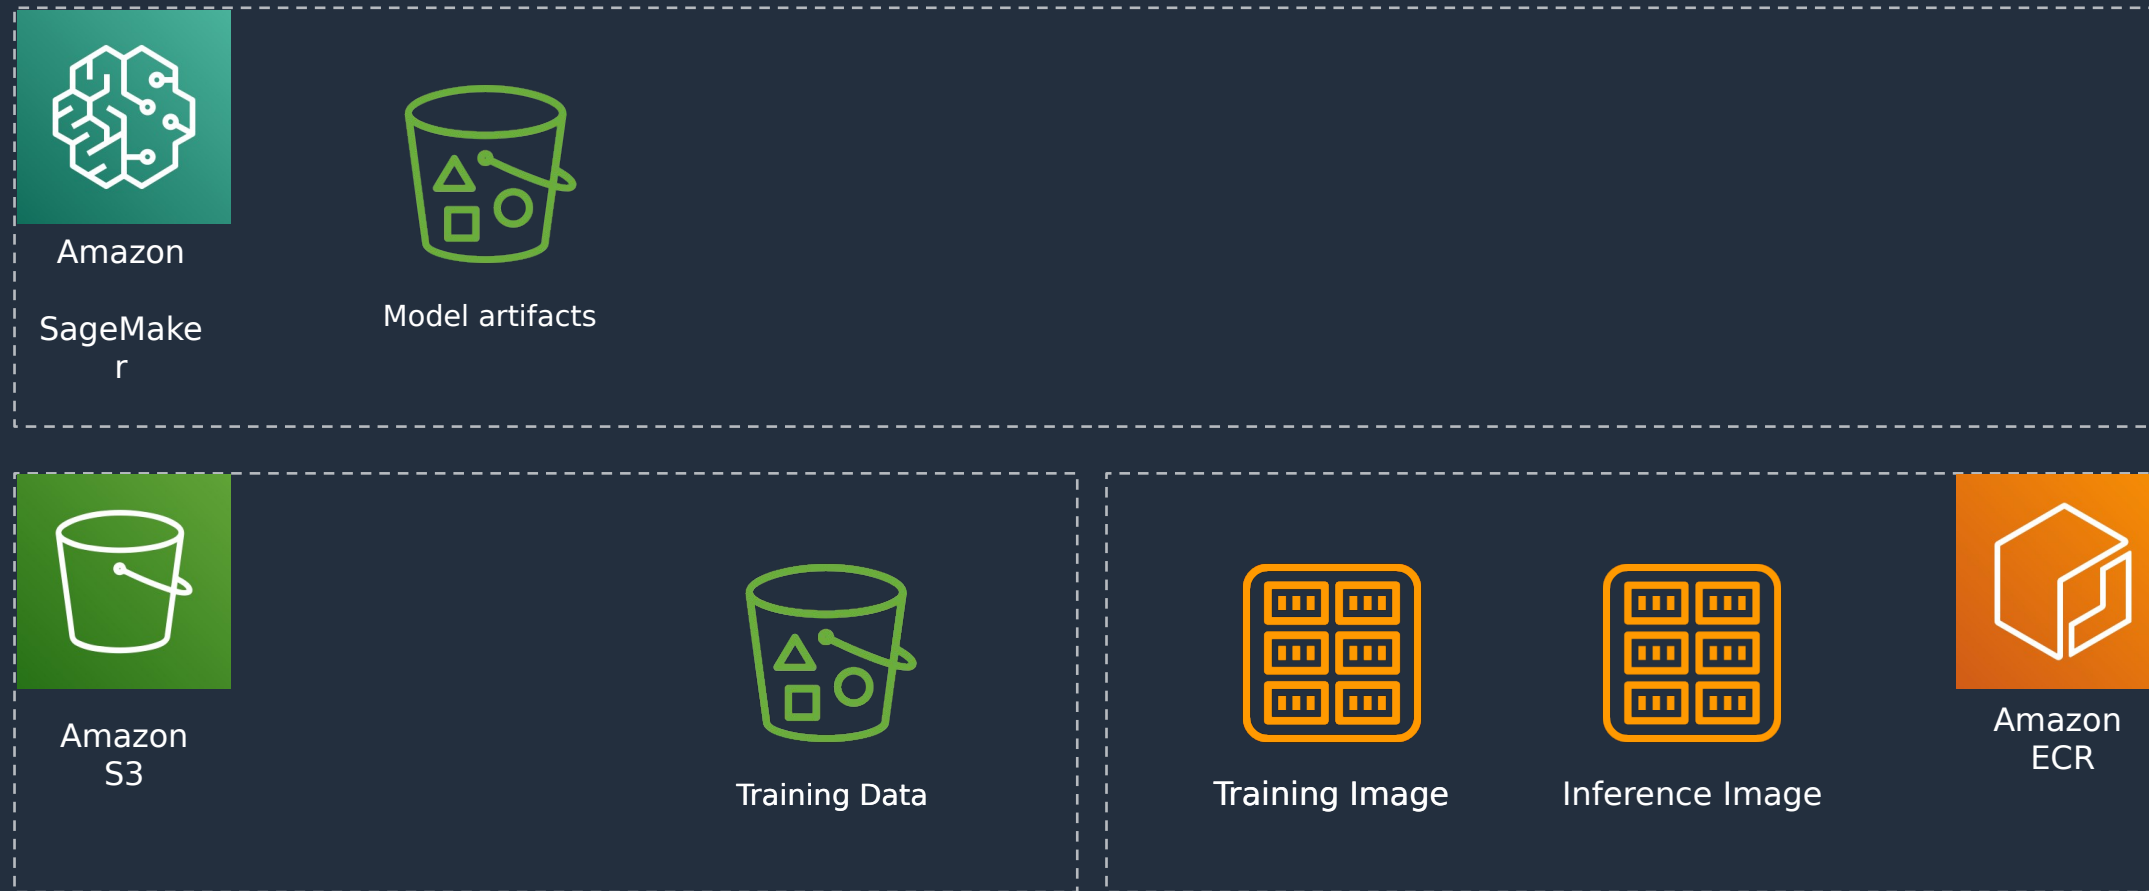 Amazon
SageMake
r
Model artifacts
Amazon
S3
Training Data
Training Image
Inference Image
Amazon
ECR